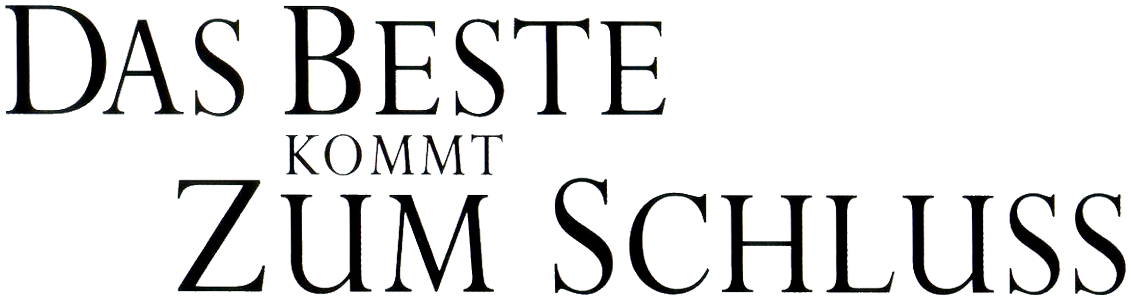 DAS BESTE
KOMMT
ZUM SCHLUSS